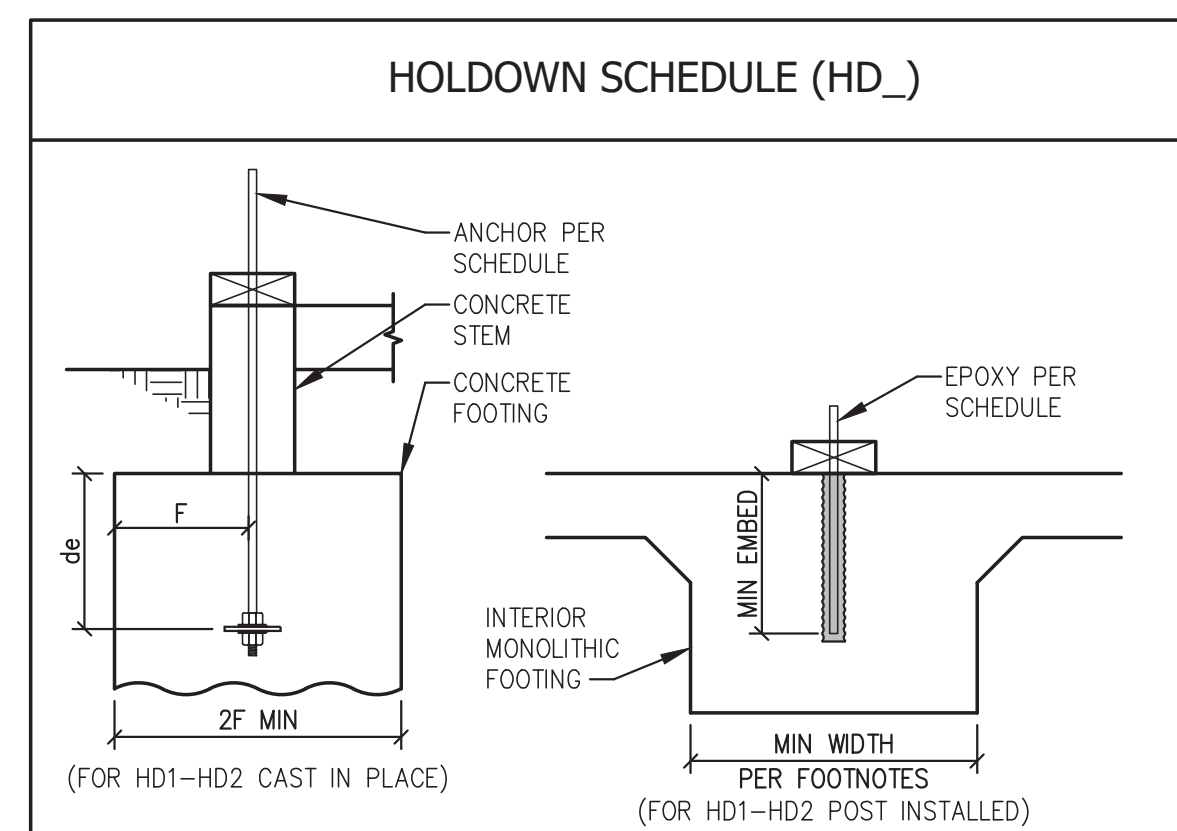 HOLDOWN SCHEDULE (HD_)
ANCHOR PER
SCHEDULE
CONCRETE
STEM
CONCRETE
FOOTING
F
de
2F MIN
(FOR HD1-HD2 CAST IN PLACE)
EPOXY PER
SCHEDULE
MIN EMBED
INTERIOR
MONOLITHIC
FOOTING
MIN WIDTH
PER FOOTNOTES
(FOR HD1-HD2 POST INSTALLED)